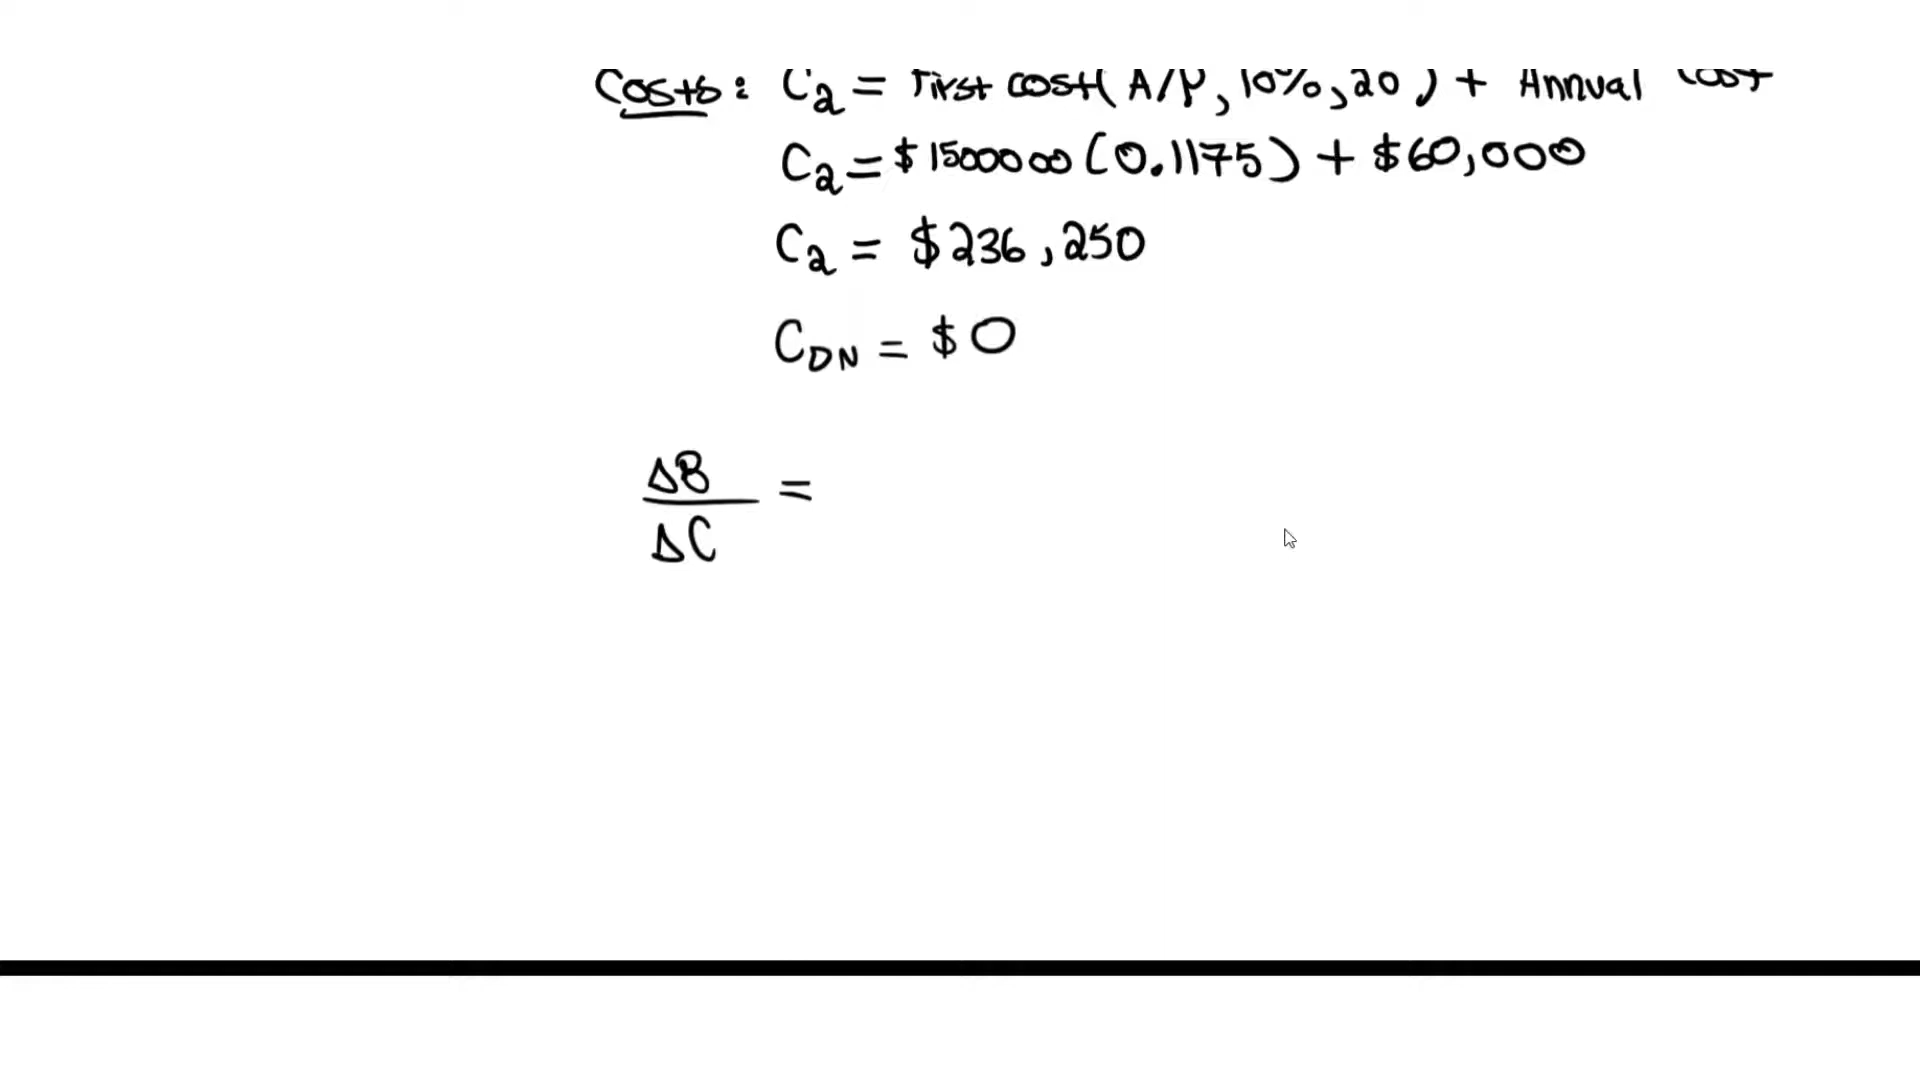 Costs: C2 = First cost(A/P, 10%, 20) + Annual cost
C2 = $1500000(0.1175) + $60,000
C2 = $236,250
CDN = $0
ΔB/ΔC =